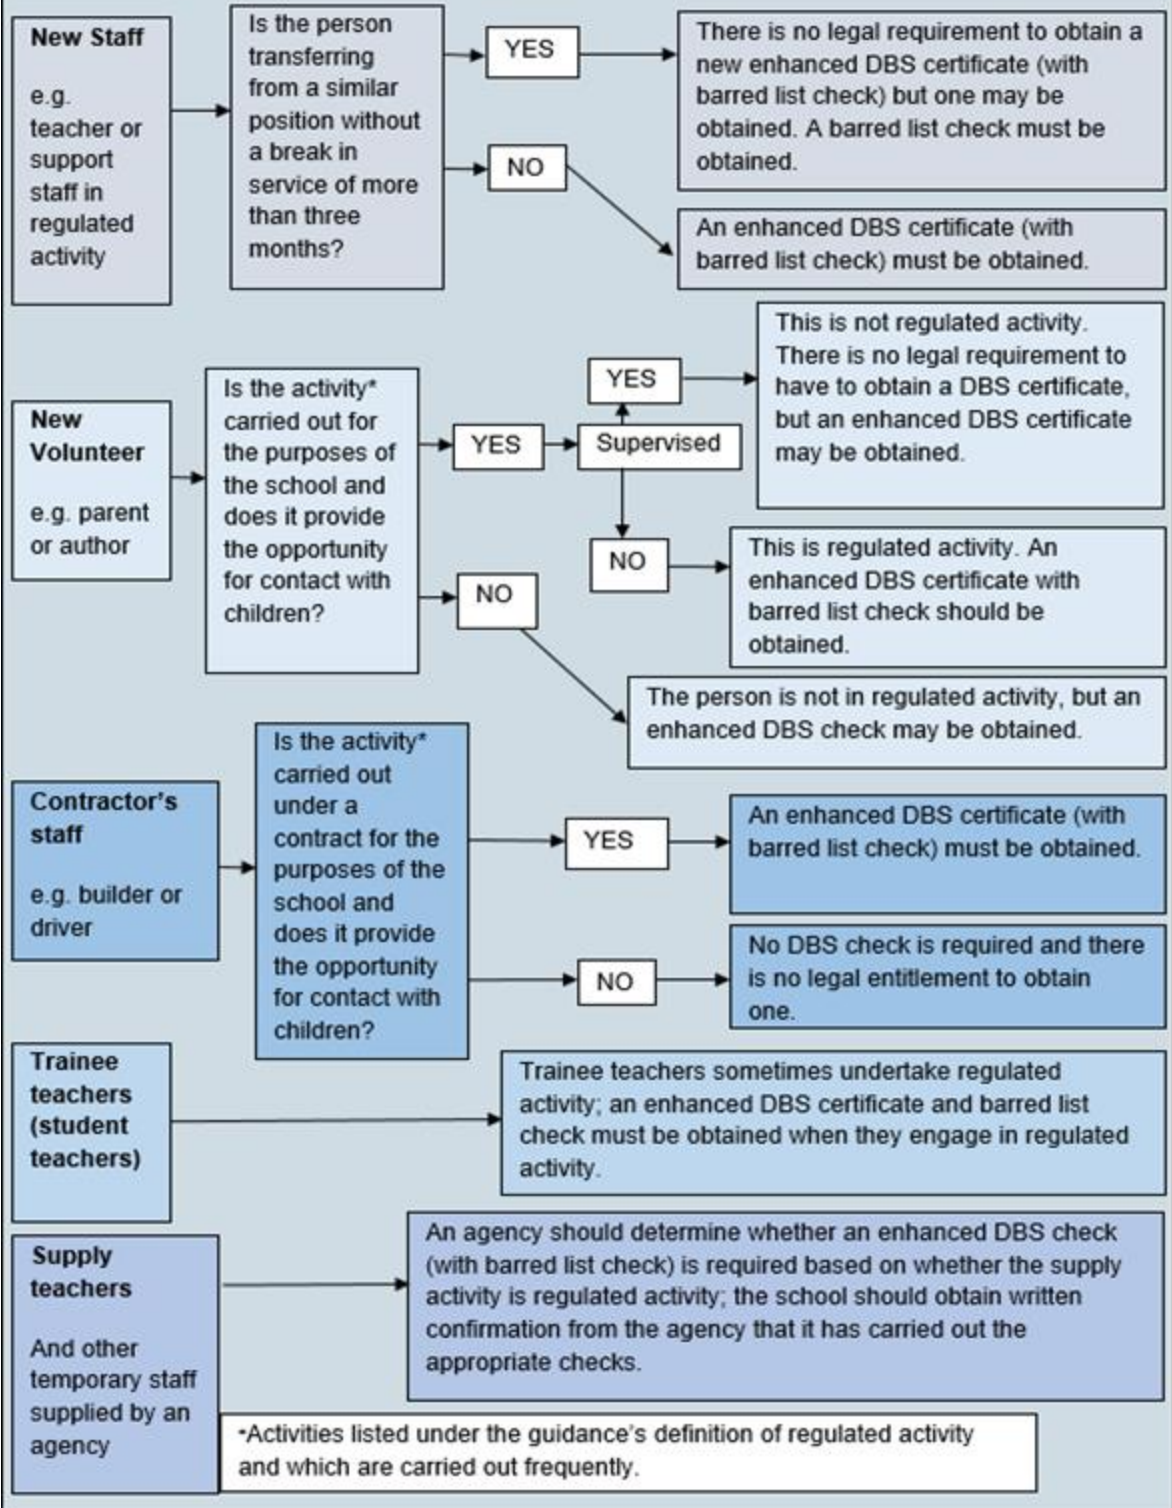 New Staff
e.g.
teacher or
support
staff in
regulated
activity
Is the person
transferring
from a similar
position without
a break in
service of more
than three
months?
YES
There is no legal requirement to obtain a
new enhanced DBS certificate (with
barred list check) but one may be
obtained. A barred list check must be
obtained.
NO
An enhanced DBS certificate (with
barred list check) must be obtained.
New
Volunteer
e.g. parent
or author
Is the activity*
carried out for
the purposes of
the school and
does it provide
the opportunity
for contact with
children?
YES
Supervised
YES
This is not regulated activity.
There is no legal requirement to
have to obtain a DBS certificate,
but an enhanced DBS certificate
may be obtained.
NO
This is regulated activity. An
enhanced DBS certificate with
barred list check should be
obtained.
NO
The person is not in regulated activity, but an
enhanced DBS check may be obtained.
Contractor's
staff
e.g. builder or
driver
Is the activity*
carried out
under a
contract for the
purposes of the
school and
does it provide
the opportunity
for contact with
children?
YES
An enhanced DBS certificate (with
barred list check) must be obtained.
NO
No DBS check is required and there
is no legal entitlement to obtain
one.
Trainee
teachers
(student
teachers)
Trainee teachers sometimes undertake regulated
activity; an enhanced DBS certificate and barred list
check must be obtained when they engage in regulated
activity.
Supply
teachers
And other
temporary staff
supplied by an
agency
An agency should determine whether an enhanced DBS check
(with barred list check) is required based on whether the supply
activity is regulated activity; the school should obtain written
confirmation from the agency that it has carried out the
appropriate checks.
*Activities listed under the guidance's definition of regulated activity
and which are carried out frequently.